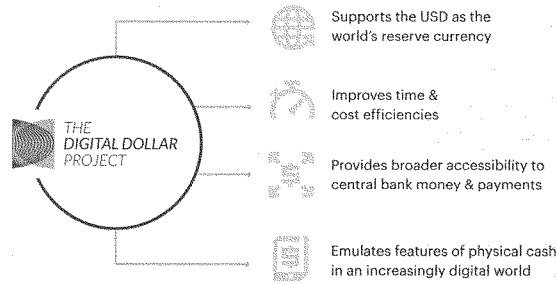 THE
DIGITAL DOLLAR
PROJECT
Supports the USD as the
world's reserve currency
Improves time &
cost efficiencies
Provides broader accessibility to
central bank money & payments
Emulates features of physical cash
in an increasingly digital world